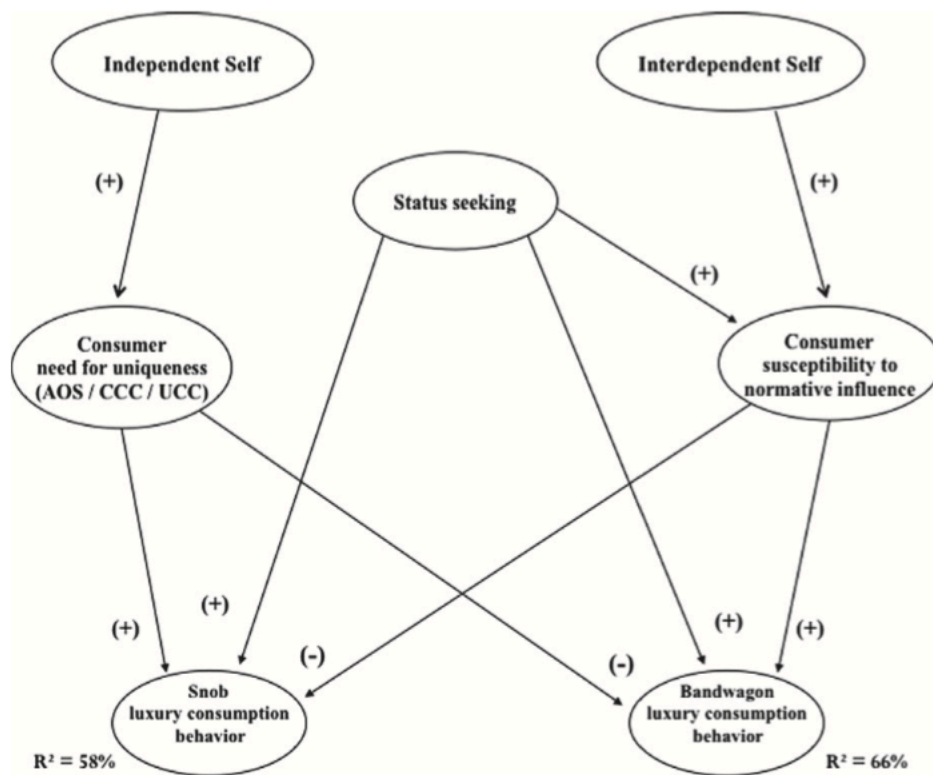 Independent Self
Interdependent Self
(+)
(+)
Status seeking
(+)
Consumer
need for uniqueness
(AOS / CCC / UCC)
Consumer
susceptibility to
normative influence
(+)
(+)
(-)
(-)
(+)
(+)
Snob
luxury consumption
behavior
Bandwagon
luxury consumption
behavior
R² = 58%
R² = 66%